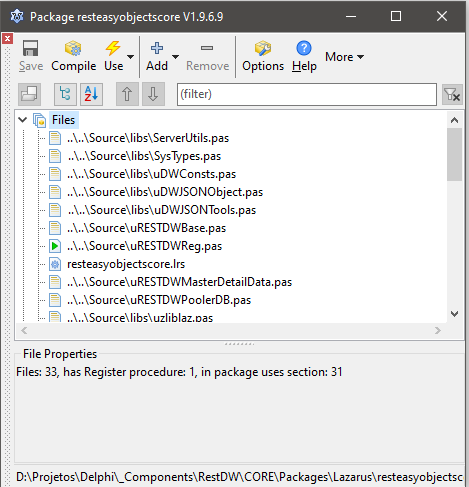 Package resteasyobjectscore V1.9.6.9
Save Compile Use Add Remove Options Help More
(filter)
Files
..\..\Source\libs\ServerUtils.pas
..\..\Source\libs\SysTypes.pas
..\..\Source\libs\uDWConsts.pas
..\..\Source\libs\uDWJSONObject.pas
..\..\Source\libs\uDWJSONTools.pas
..\..\Source\uRESTDWBase.pas
..\..\Source\uRESTDWReg.pas
resteasyobjectscore.lrs
..\..\Source\uRESTDWMasterDetailData.pas
..\..\Source\uRESTDWPoolerDB.pas
..\..\Source\libs\uzliblaz.pas
File Properties
Files: 33, has Register procedure: 1, in package uses section: 31
D:\Projetos\Delphi\_Components\RestDW\CORE\Packages\Lazarus\resteasyobjectsc